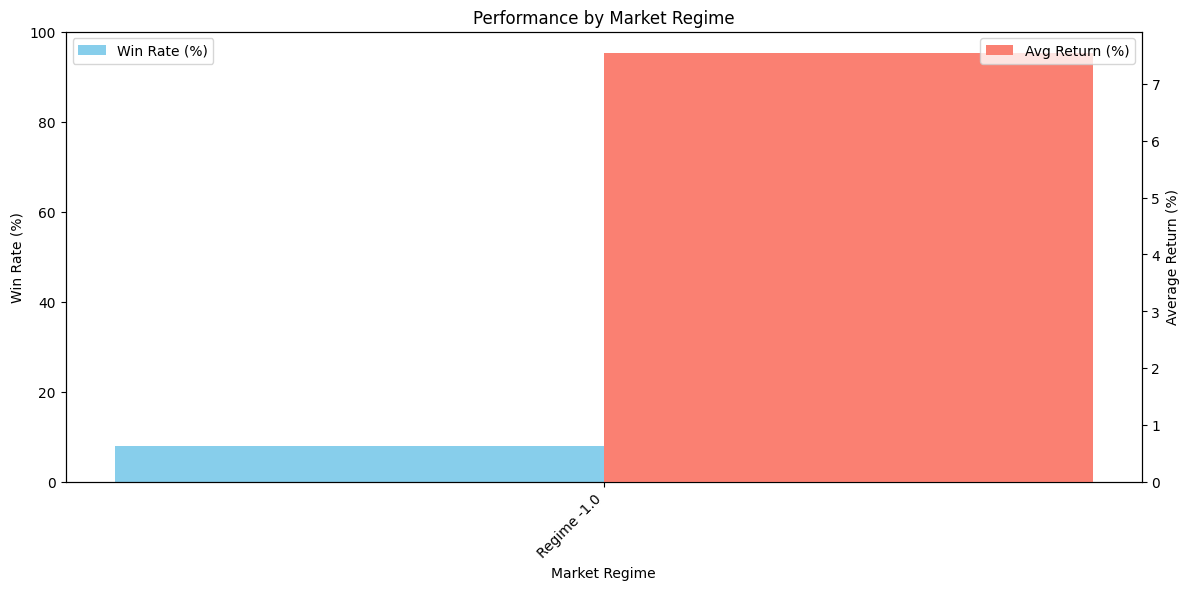 Performance by Market Regime
Win Rate (%)
Avg Return (%)
100
80
60
40
20
0
Win Rate (%)
7
6
5
4
3
2
1
0
Average Return (%)
Regime -1.0
Market Regime